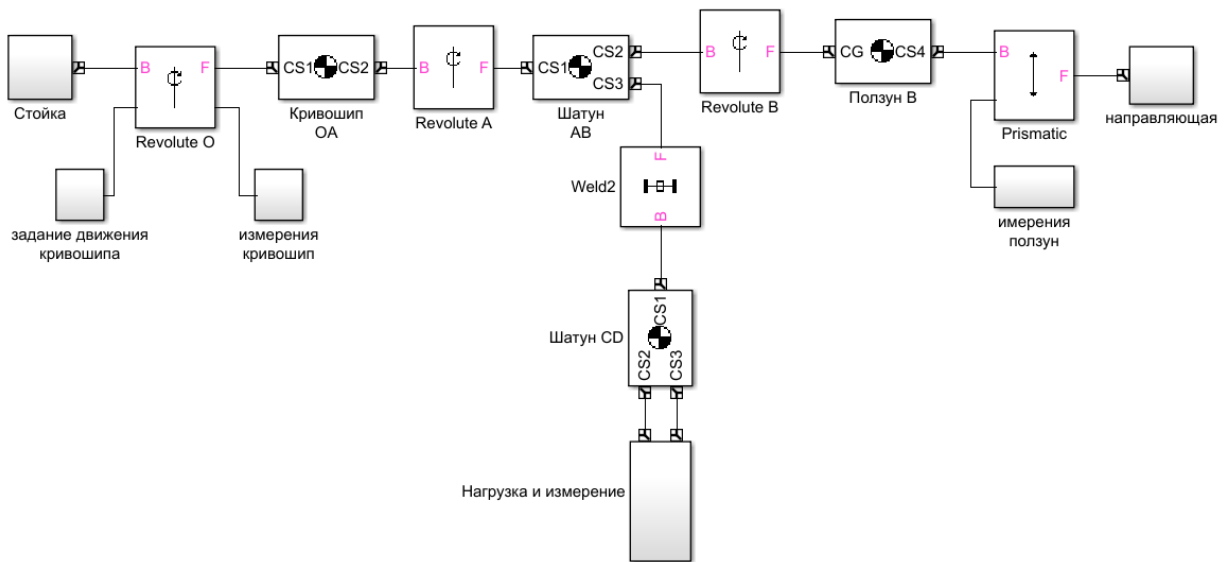 Стойка
B
F
Revolute O
задание движения
кривошипа
измерения
кривошип
CS1
CS2
Кривошип
OA
B
F
Revolute A
CS1
CS2
CS3
Шатун
AB
B
F
Revolute B
CG
CS4
Ползун B
B
F
Prismatic
направляющая
имерения
ползун
F
Weld2
B
CS1
Шатун CD
CS2
CS3
Нагрузка и измерение